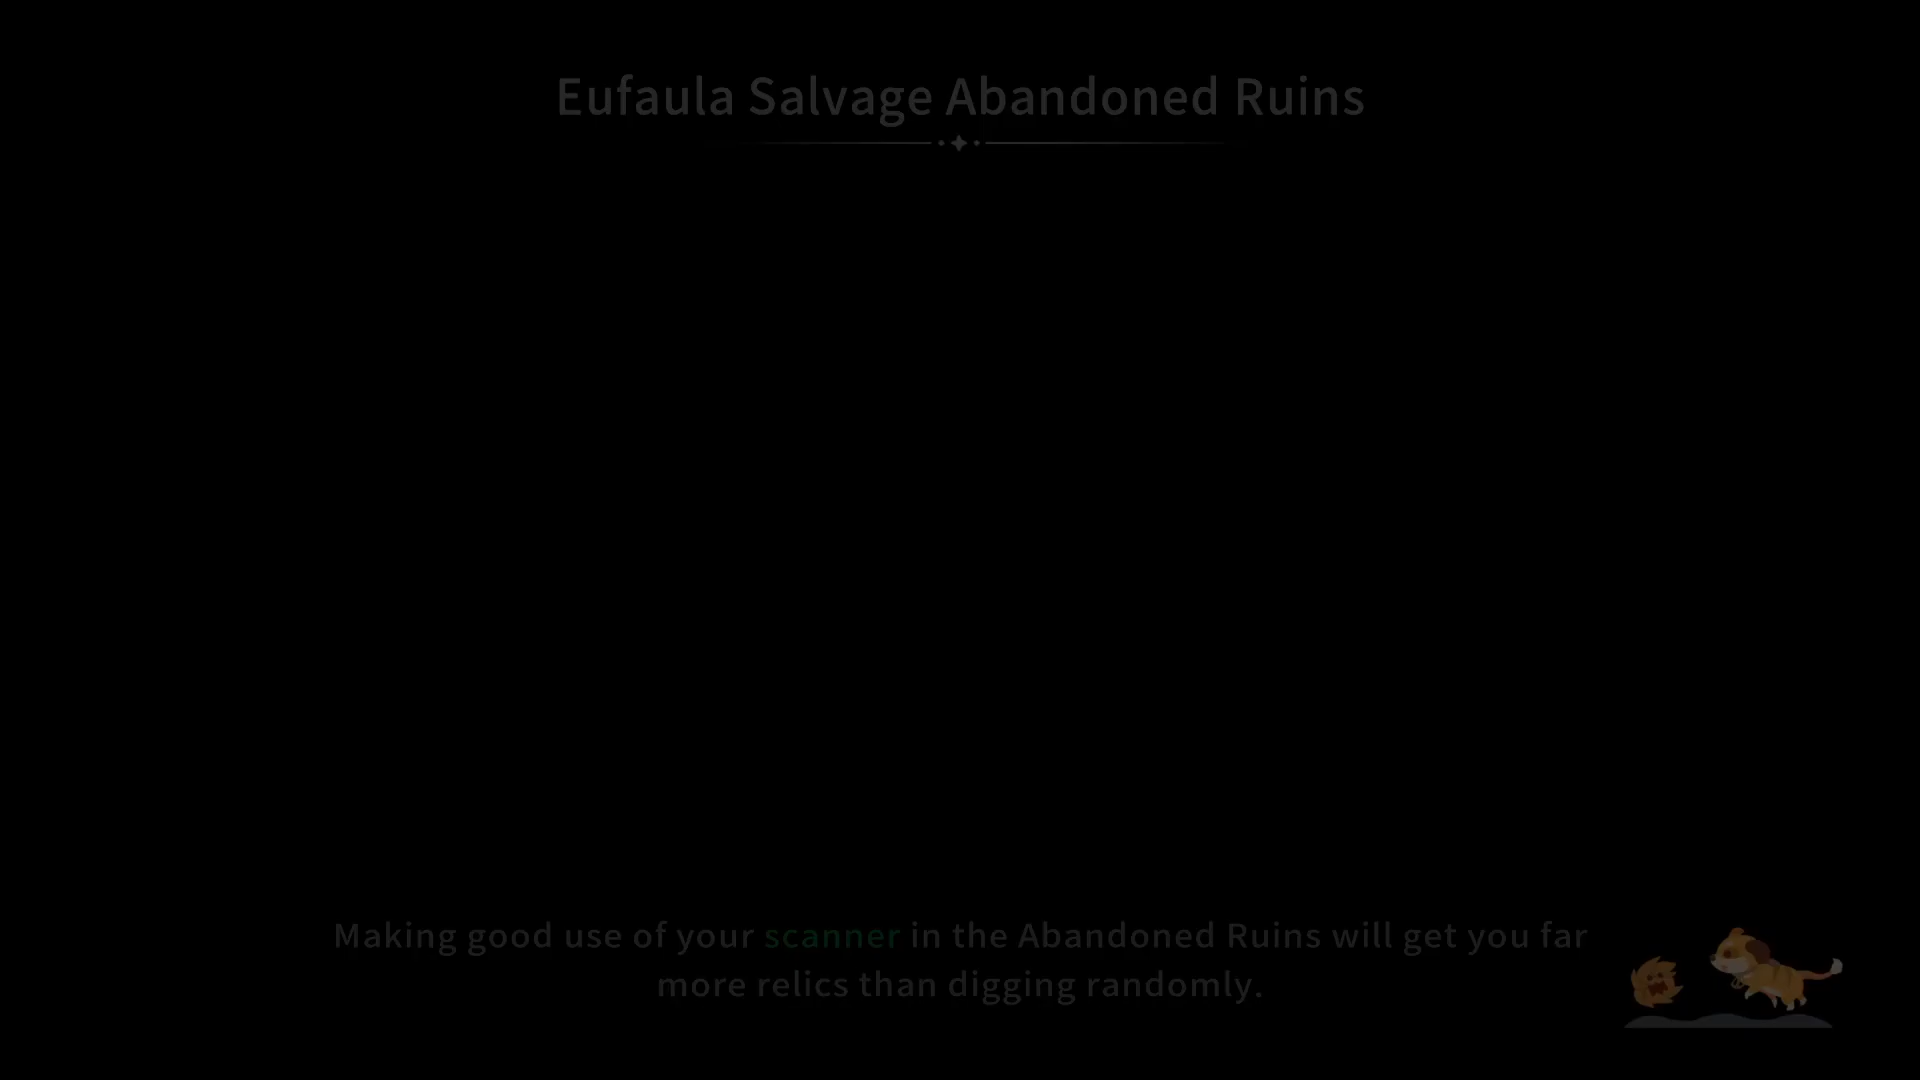 Eufaula Salvage Abandoned Ruins
Making good use of your scanner in the Abandoned Ruins will get you far
more relics than digging randomly.